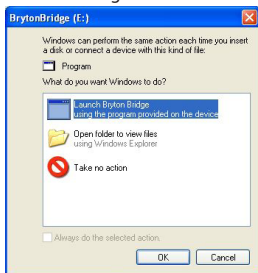 BrytonBridge (E:)
Windows can perform the same action each time you insert
a disk or connect a device with this kind of file:
Program
What do you want Windows to do?
Launch Bryton Bridge
using the program provided on the device
Open folder to view files
using Windows Explorer
Take no action
Always do the selected action.
OK Cancel